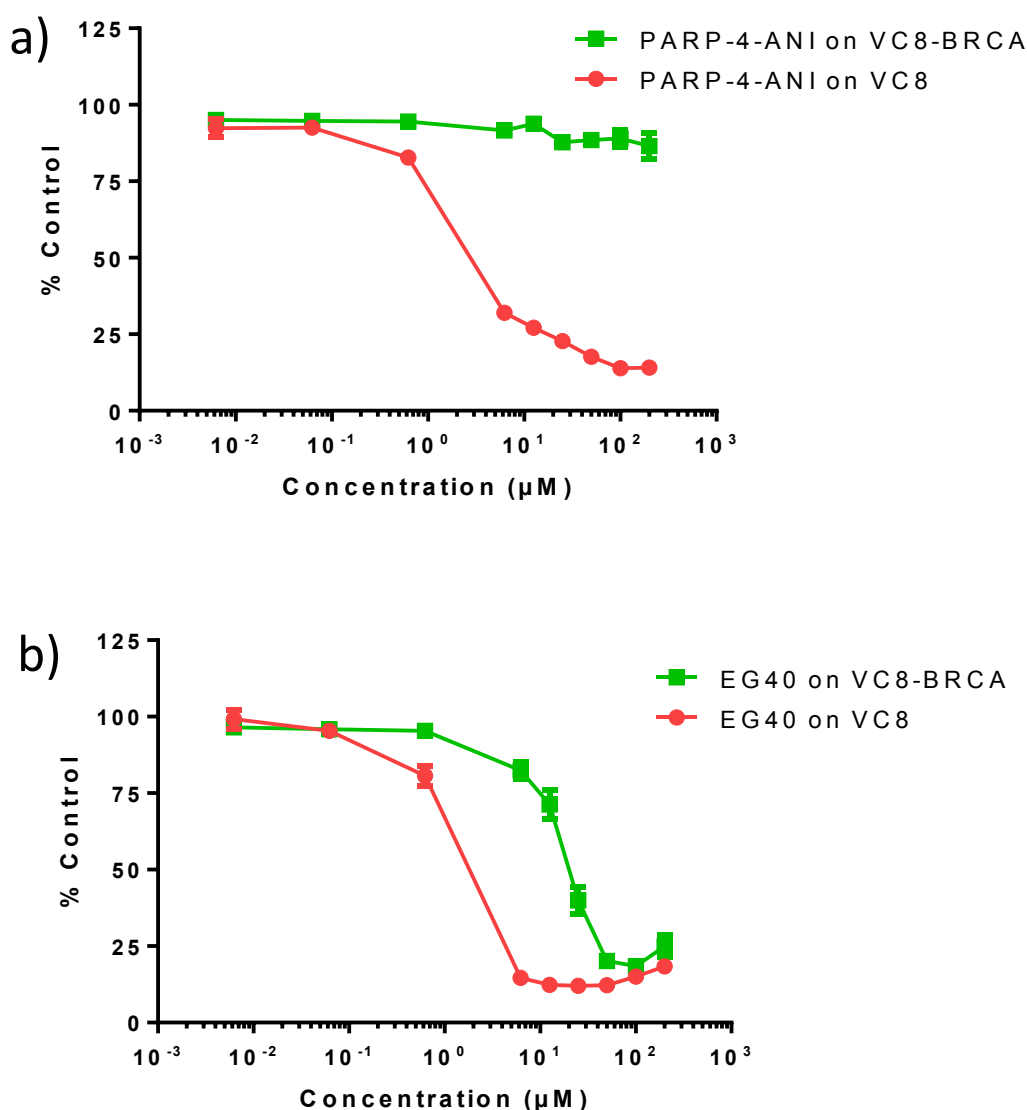 a)
PARP-4-ANI on VC8-BRCA
PARP-4-ANI on VC8
125
100
75
50
25
0
% Control
10⁻³ 10⁻² 10⁻¹ 10⁰ 10¹ 10² 10³
Concentration (µM)
b)
EG40 on VC8-BRCA
EG40 on VC8
125
100
75
50
25
0
% Control
10⁻³ 10⁻² 10⁻¹ 10⁰ 10¹ 10² 10³
Concentration (µM)